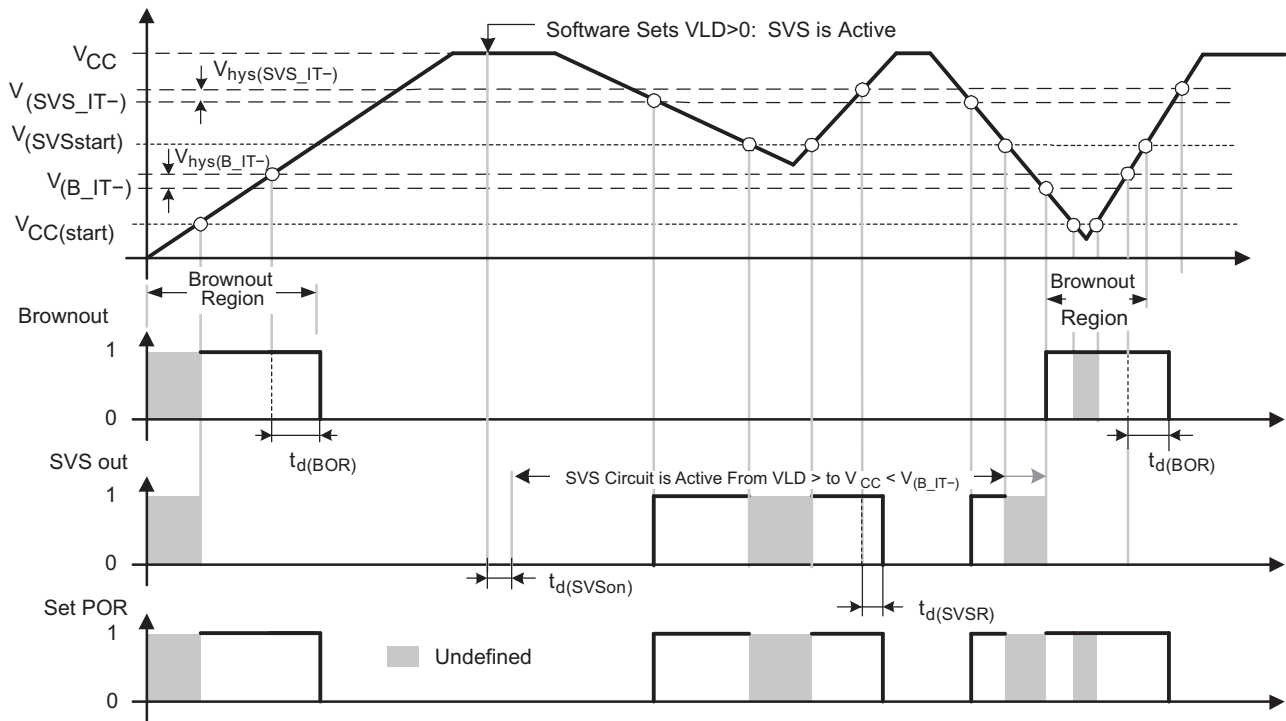 Software Sets VLD>0: SVS is Active
VCC
Vhys(SVS_IT−)
V(SVS_IT−)
V(SVSstart)
Vhys(B_IT−)
V(B_IT−)
VCC(start)
Brownout
Region
Brownout
Region
Brownout
1
0
td(BOR)
td(BOR)
SVS out
SVS Circuit is Active From VLD > to VCC < V(B_IT−)
1
0
td(SVSon)
td(SVSR)
Set POR
1
Undefined
0